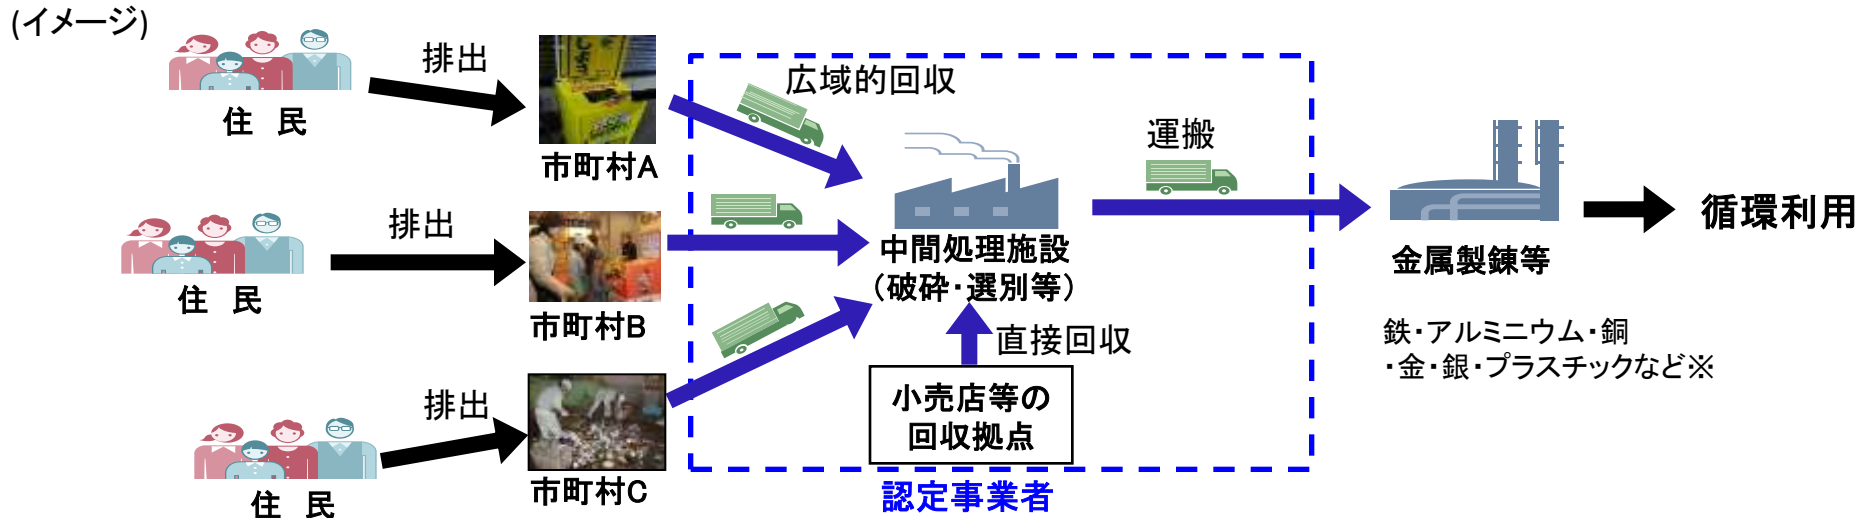 (イメージ)
排出
住 民
市町村A
広域的回収
運搬
排出
住 民
市町村B
中間処理施設
（破砕・選別等）
金属製錬等
循環利用
直接回収
鉄・アルミニウム・銅
・金・銀・プラスチックなど※
排出
住 民
市町村C
小売店等の
回収拠点
認定事業者